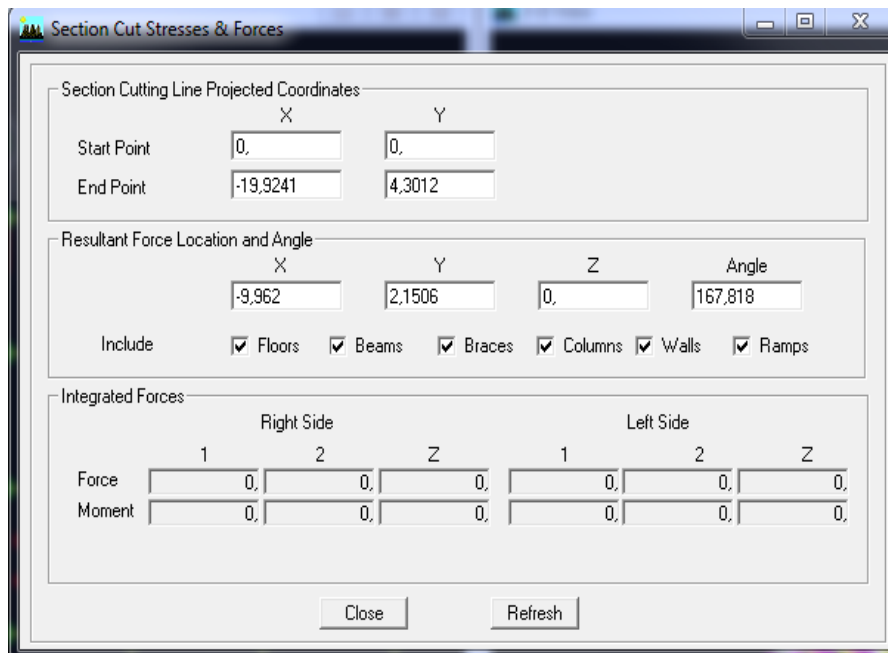 Section Cut Stresses & Forces
Section Cutting Line Projected Coordinates
X Y
Start Point 0, 0,
End Point -19,9241 4,3012
Resultant Force Location and Angle
X Y Z Angle
-9,962 2,1506 0, 167,818
Include Floors Beams Braces Columns Walls Ramps
Integrated Forces
Right Side Left Side
1 2 Z 1 2 Z
Force 0, 0, 0, 0, 0, 0,
Moment 0, 0, 0, 0, 0, 0,
Close Refresh